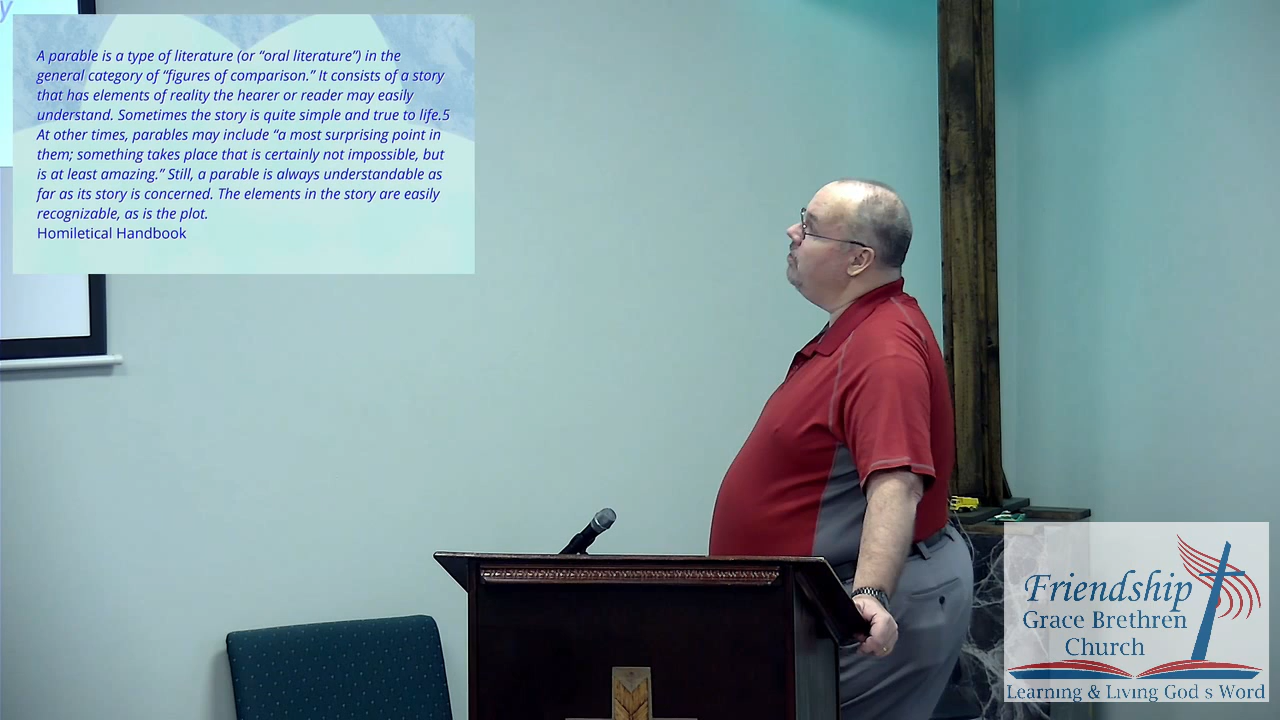 y
A parable is a type of literature (or “oral literature”) in the
general category of “figures of comparison.” It consists of a story
that has elements of reality the hearer or reader may easily
understand. Sometimes the story is quite simple and true to life.5
At other times, parables may include “a most surprising point in
them; something takes place that is certainly not impossible, but
is at least amazing.” Still, a parable is always understandable as
far as its story is concerned. The elements in the story are easily
recognizable, as is the plot.
Homiletical Handbook
Friendship
Grace Brethren
Church
Learning & Living God s Word